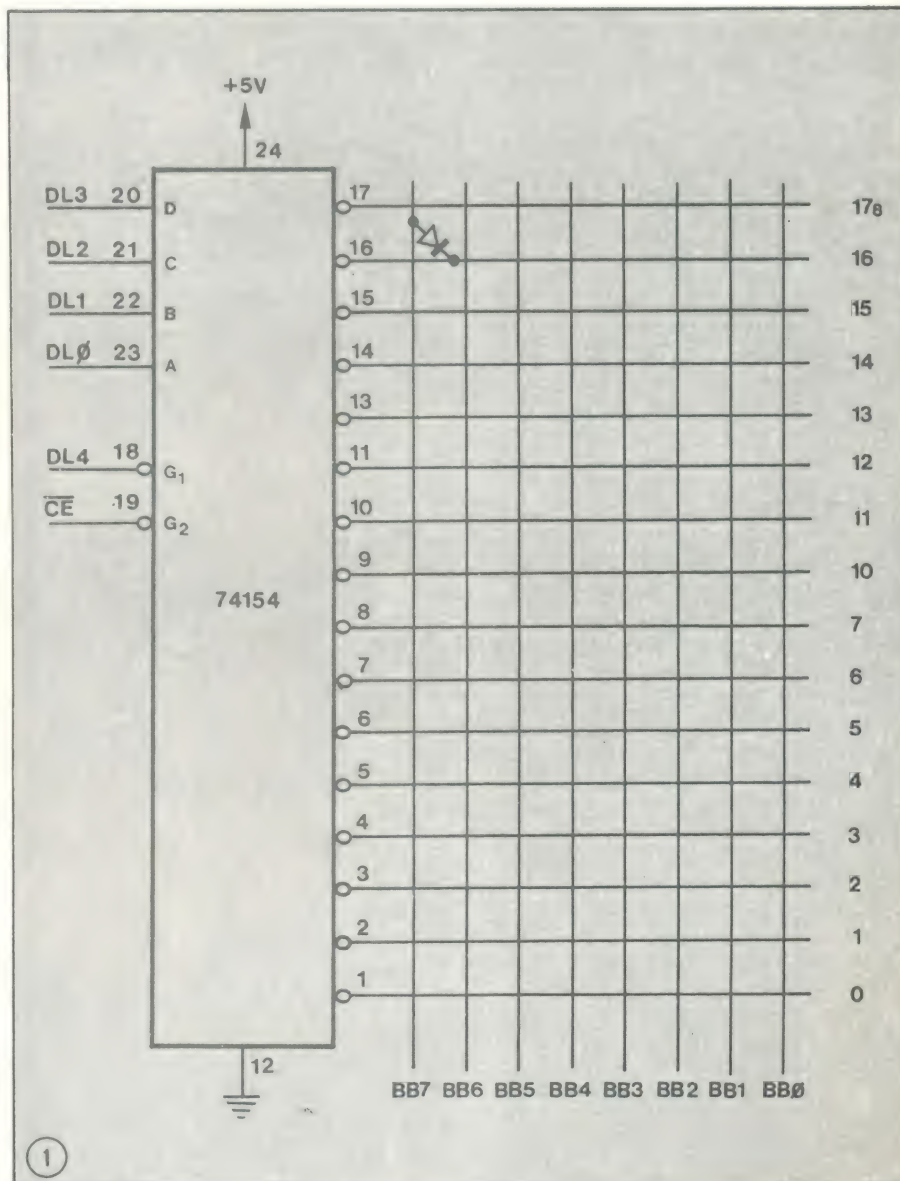 +5V
24
DL3 20 D 17 17₈
DL2 21 C 16 16
15 15
DL1 22 B
14 14
DLØ 23 A
13 13
DL4 18 G₁ 11 12
C̅E̅ 19 G₂ 10 11
9 10
74154 8 7
7 6
6 5
5 4
4 3
3 2
2 1
1 0
12
BB7 BB6 BB5 BB4 BB3 BB2 BB1 BBØ
1